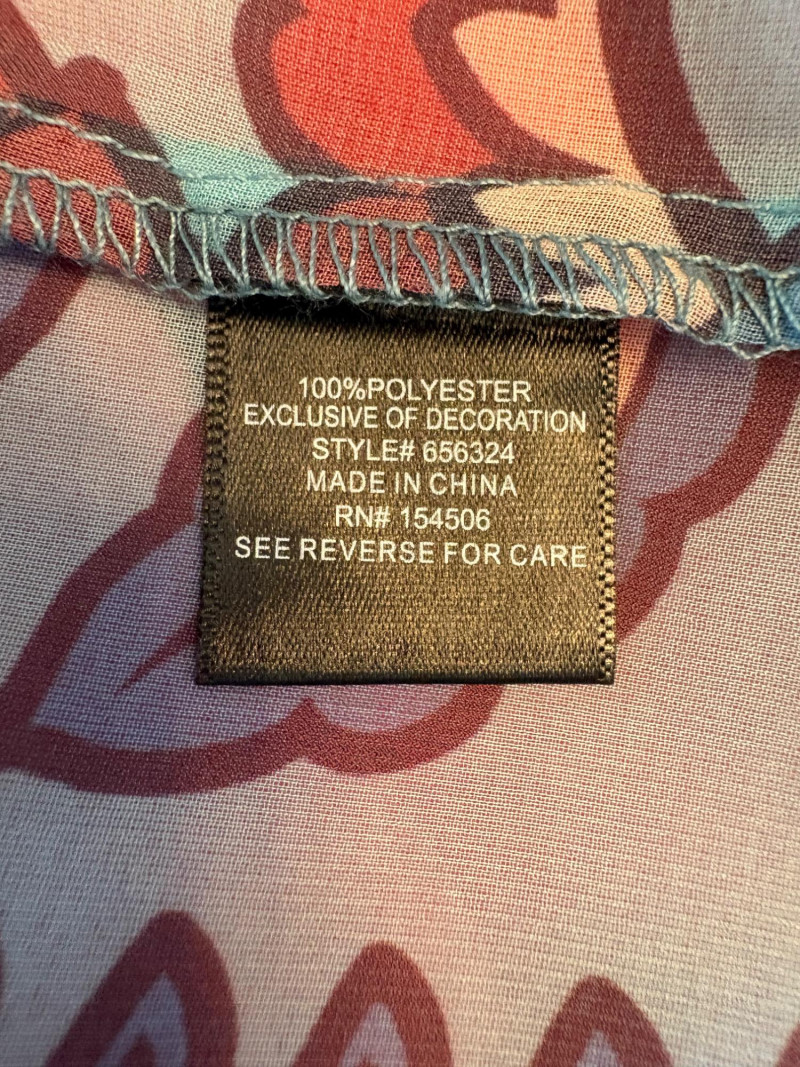 100%POLYESTER
EXCLUSIVE OF DECORATION
STYLE# 656324
MADE IN CHINA
RN# 154506
SEE REVERSE FOR CARE